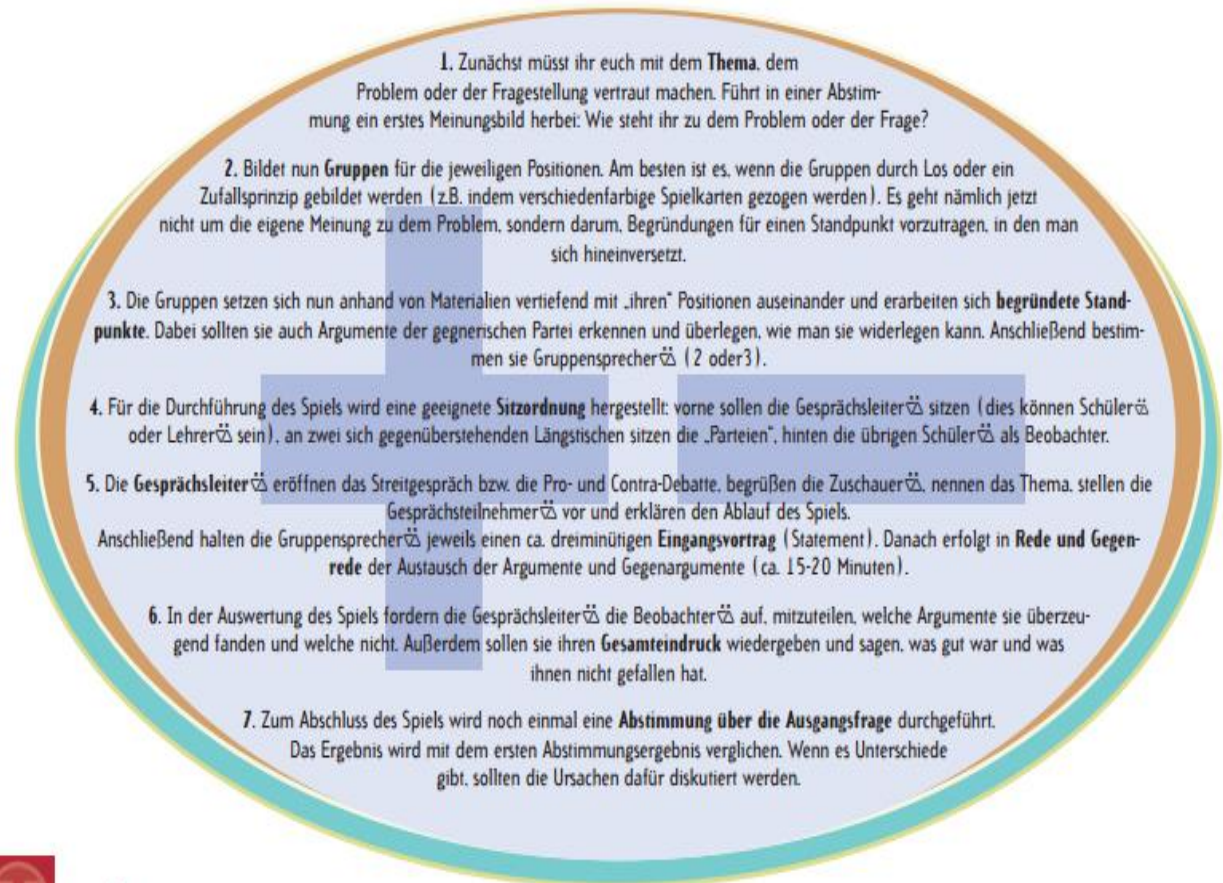 1. Zunächst müsst ihr euch mit dem Thema, dem
Problem oder der Fragestellung vertraut machen. Führt in einer Abstim-
mung ein erstes Meinungsbild herbei: Wie steht ihr zu dem Problem oder der Frage?
2. Bildet nun Gruppen für die jeweiligen Positionen. Am besten ist es, wenn die Gruppen durch Los oder ein
Zufallsprinzip gebildet werden (z.B. indem verschiedenfarbige Spielkarten gezogen werden). Es geht nämlich jetzt
nicht um die eigene Meinung zu dem Problem, sondern darum, Begründungen für einen Standpunkt vorzutragen, in den man
sich hineinversetzt.
3. Die Gruppen setzen sich nun anhand von Materialien vertiefend mit „ihren" Positionen auseinander und erarbeiten sich begründete Stand-
punkte. Dabei sollten sie auch Argumente der gegnerischen Partei erkennen und überlegen, wie man sie widerlegen kann. Anschließend bestim-
men sie Gruppensprecher (2 oder3).
4. Für die Durchführung des Spiels wird eine geeignete Sitzordnung hergestellt: vorne sollen die Gesprächsleiter sitzen (dies können Schüler
oder Lehrer sein), an zwei sich gegenüberstehenden Längstischen sitzen die „Parteien", hinten die übrigen Schüler als Beobachter.
5. Die Gesprächsleiter eröffnen das Streitgespräch bzw. die Pro- und Contra-Debatte, begrüßen die Zuschauer, nennen das Thema, stellen die
Gesprächsteilnehmer vor und erklären den Ablauf des Spiels.
Anschließend halten die Gruppensprecher jeweils einen ca. dreiminütigen Eingangsvortrag (Statement). Danach erfolgt in Rede und Gegen-
rede der Austausch der Argumente und Gegenargumente (ca. 15-20 Minuten).
6. In der Auswertung des Spiels fordern die Gesprächsleiter die Beobachter auf, mitzuteilen, welche Argumente sie überzeu-
gend fanden und welche nicht. Außerdem sollen sie ihren Gesamteindruck wiedergeben und sagen, was gut war und was
ihnen nicht gefallen hat.
7. Zum Abschluss des Spiels wird noch einmal eine Abstimmung über die Ausgangsfrage durchgeführt.
Das Ergebnis wird mit dem ersten Abstimmungsergebnis verglichen. Wenn es Unterschiede
gibt, sollten die Ursachen dafür diskutiert werden.